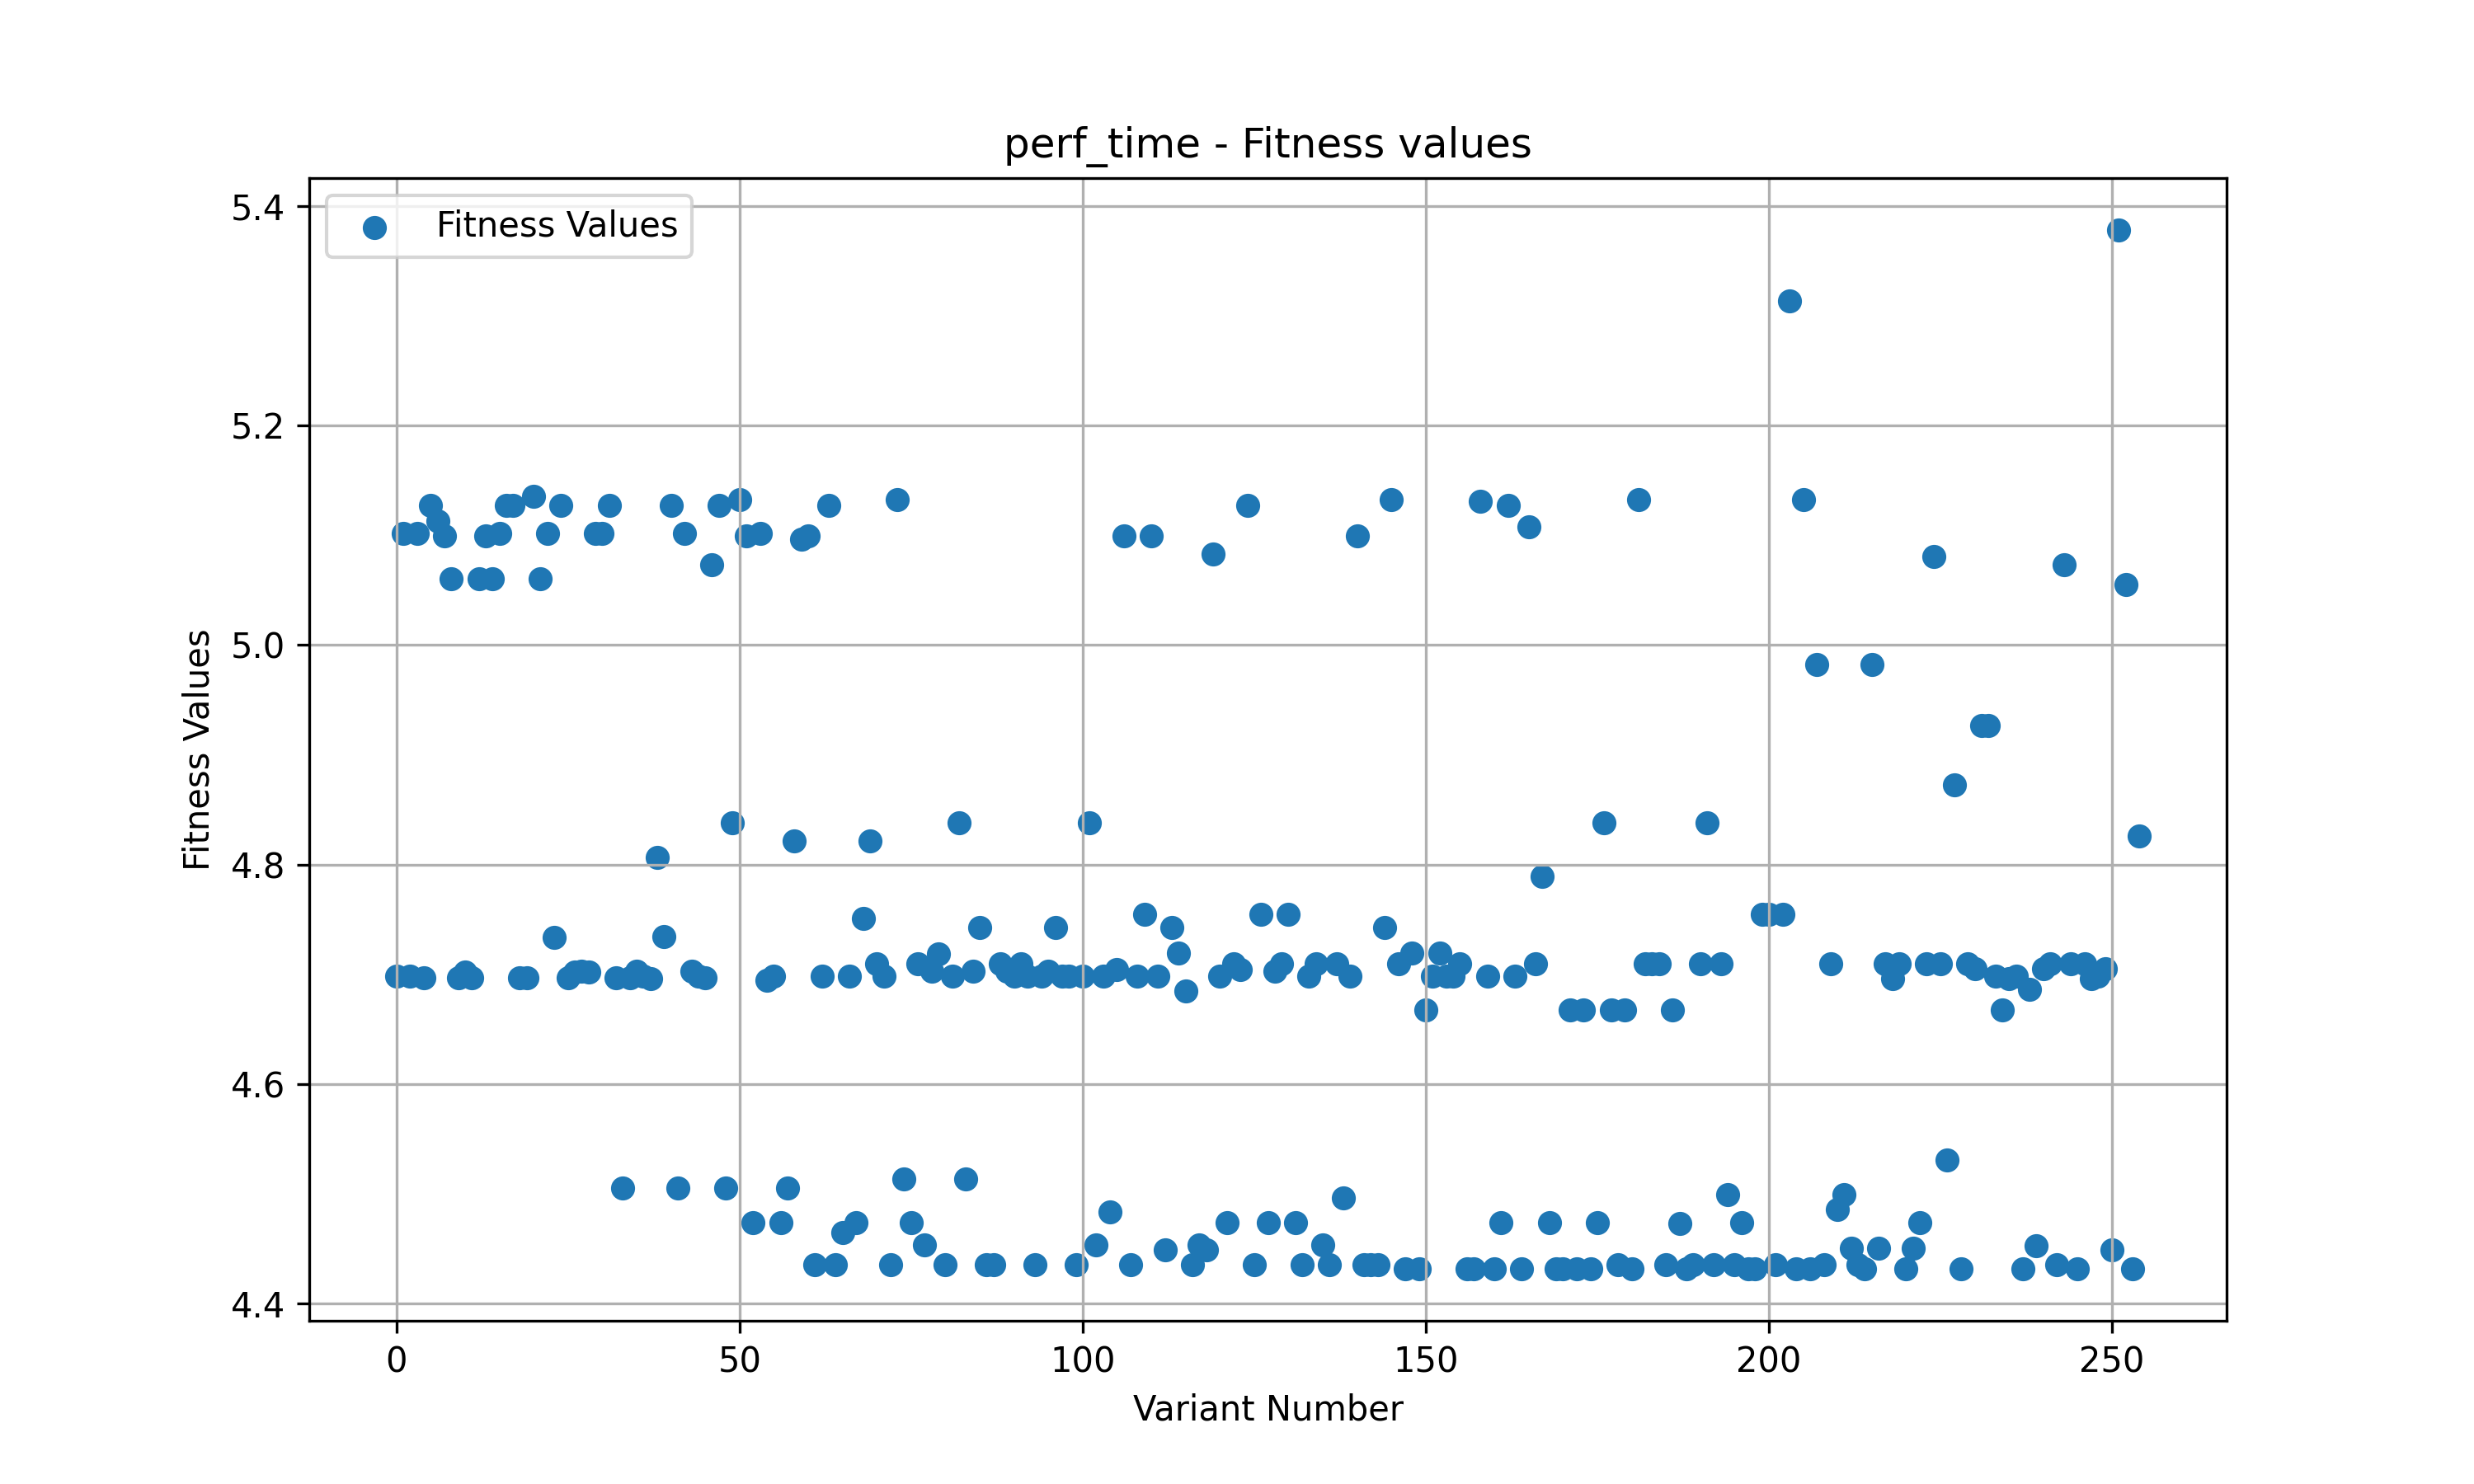 perf_time - Fitness values
Fitness Values
5.4
5.2
5.0
4.8
4.6
4.4
Fitness Values
0 50 100 150 200 250
Variant Number